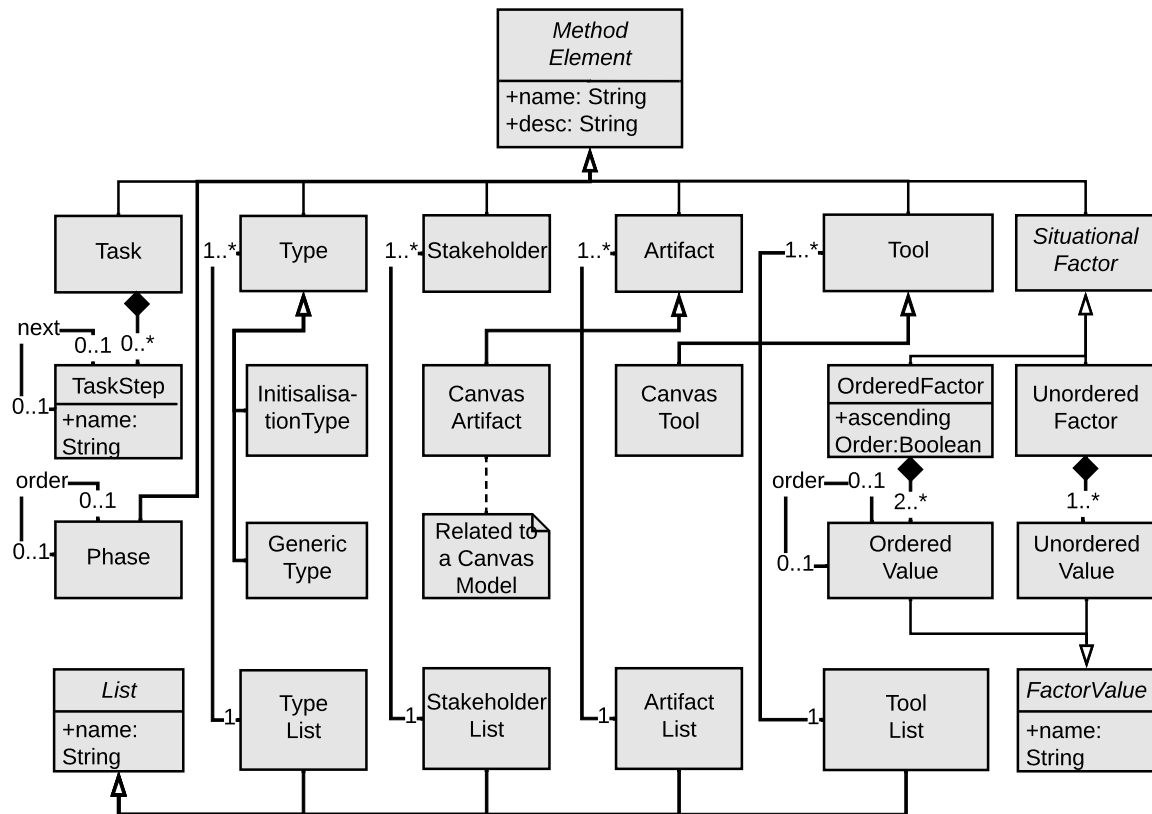 Method
Element
+name: String
+desc: String
Task
Type
Stakeholder
Artifact
Tool
Situational
Factor
1..*
1..*
1..*
1..*
next
0..1
0..*
0..1
TaskStep
+name:
String
Initisalisa-
tionType
Canvas
Artifact
Canvas
Tool
OrderedFactor
+ascending
Order:Boolean
Unordered
Factor
order
0..1
0..1
Phase
Generic
Type
Related to
a Canvas
Model
order
0..1
2..*
0..1
1..*
Ordered
Value
Unordered
Value
List
+name:
String
1
Type
List
1
Stakeholder
List
1
Artifact
List
1
Tool
List
FactorValue
+name:
String